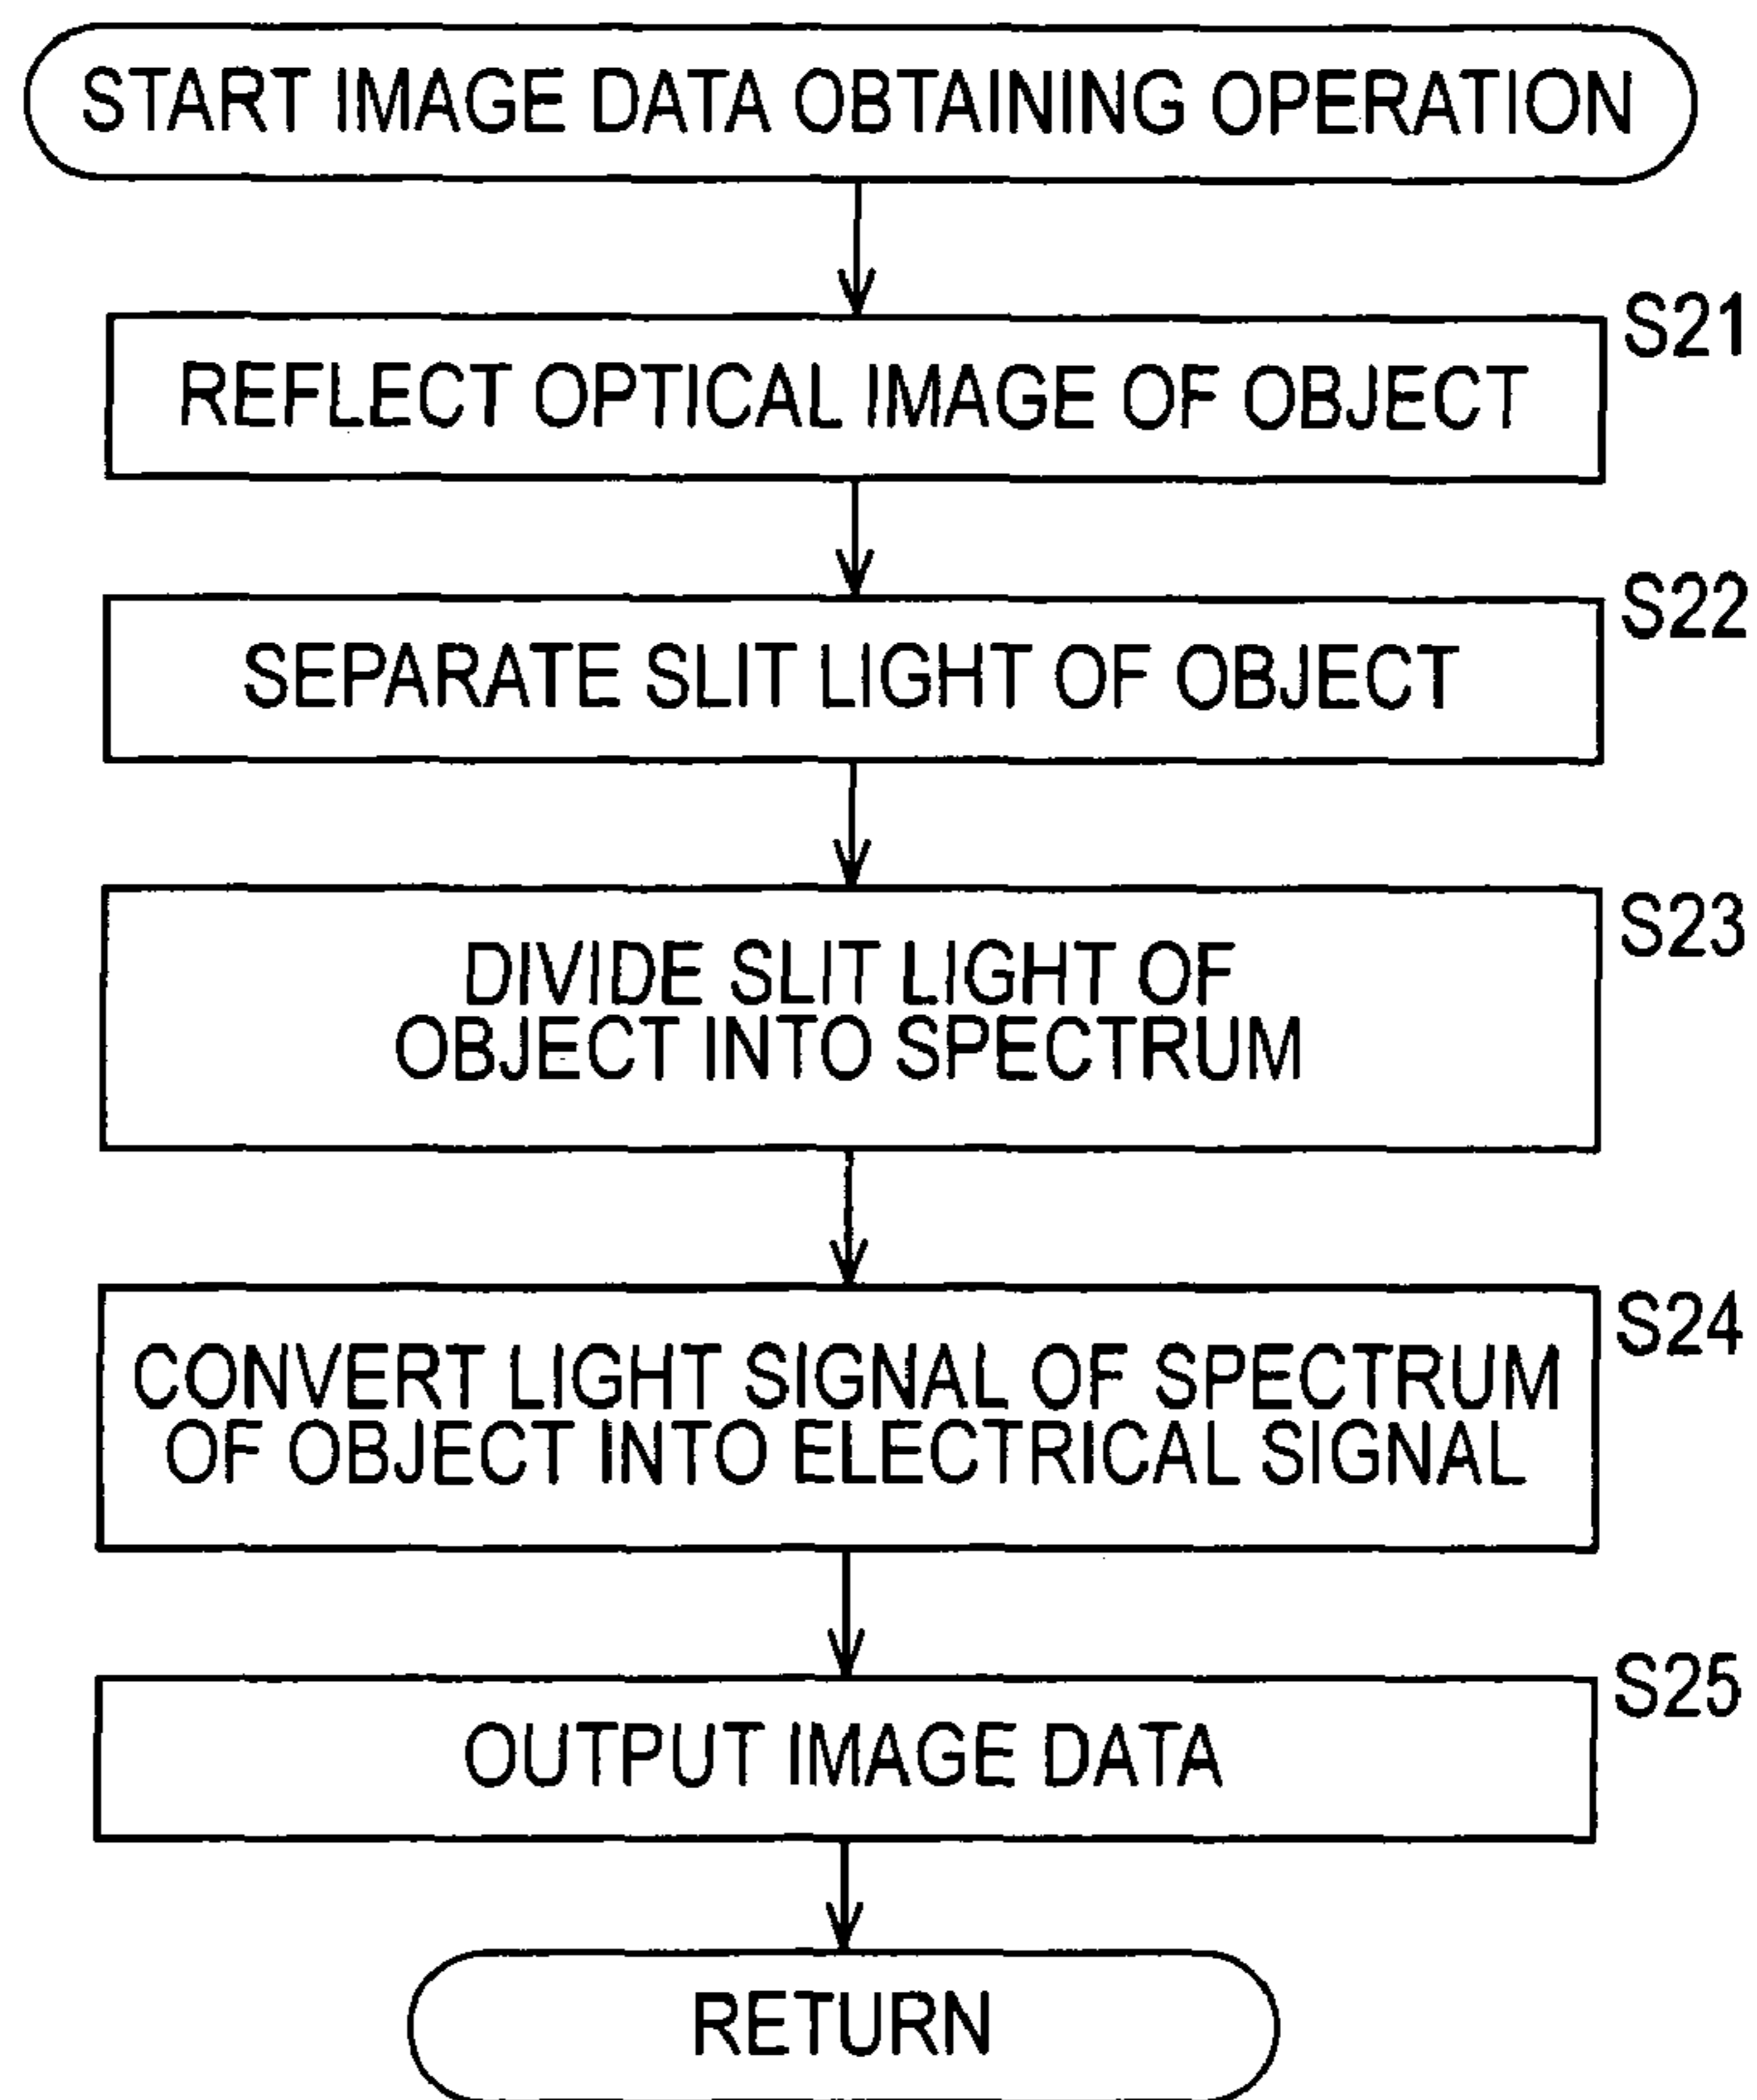 START IMAGE DATA OBTAINING OPERATION
S21
REFLECT OPTICAL IMAGE OF OBJECT
S22
SEPARATE SLIT LIGHT OF OBJECT
S23
DIVIDE SLIT LIGHT OF
OBJECT INTO SPECTRUM
S24
CONVERT LIGHT SIGNAL OF SPECTRUM
OF OBJECT INTO ELECTRICAL SIGNAL
S25
OUTPUT IMAGE DATA
RETURN